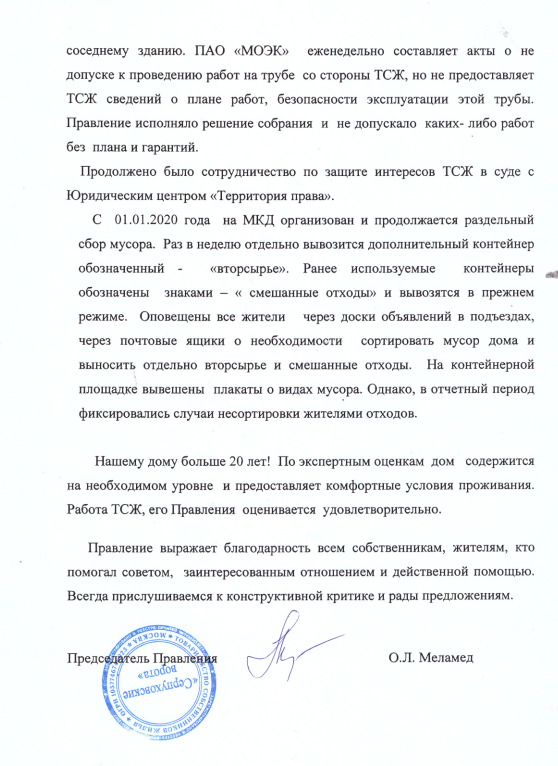 соседнему зданию. ПАО «МОЭК» еженедельно составляет акты о не
допуске к проведению работ на трубе со стороны ТСЖ, но не предоставляет
ТСЖ сведений о плане работ, безопасности эксплуатации этой трубы.
Правление исполняло решение собрания и не допускало каких- либо работ
без плана и гарантий.
Продолжено было сотрудничество по защите интересов ТСЖ в суде с
Юридическим центром «Территория права».
С 01.01.2020 года на МКД организован и продолжается раздельный
сбор мусора. Раз в неделю отдельно вывозится дополнительный контейнер
обозначенный - «вторсырье». Ранее используемые контейнеры
обозначены знаками – « смешанные отходы» и вывозятся в прежнем
режиме. Оповещены все жители через доски объявлений в подъездах,
через почтовые ящики о необходимости сортировать мусор дома и
выносить отдельно вторсырье и смешанные отходы. На контейнерной
площадке вывешены плакаты о видах мусора. Однако, в отчетный период
фиксировались случаи несортировки жителями отходов.
Нашему дому больше 20 лет! По экспертным оценкам дом содержится
на необходимом уровне и предоставляет комфортные условия проживания.
Работа ТСЖ, его Правления оценивается удовлетворительно.
Правление выражает благодарность всем собственникам, жителям, кто
помогал советом, заинтересованным отношением и действенной помощью.
Всегда прислушиваемся к конструктивной критике и рады предложениям.
Председатель Правления О.Л. Меламед
«Серпуховские
ворота»
ТОВАРИЩЕСТВО СОБСТВЕННИКОВ ЖИЛЬЯ
МОСКВА